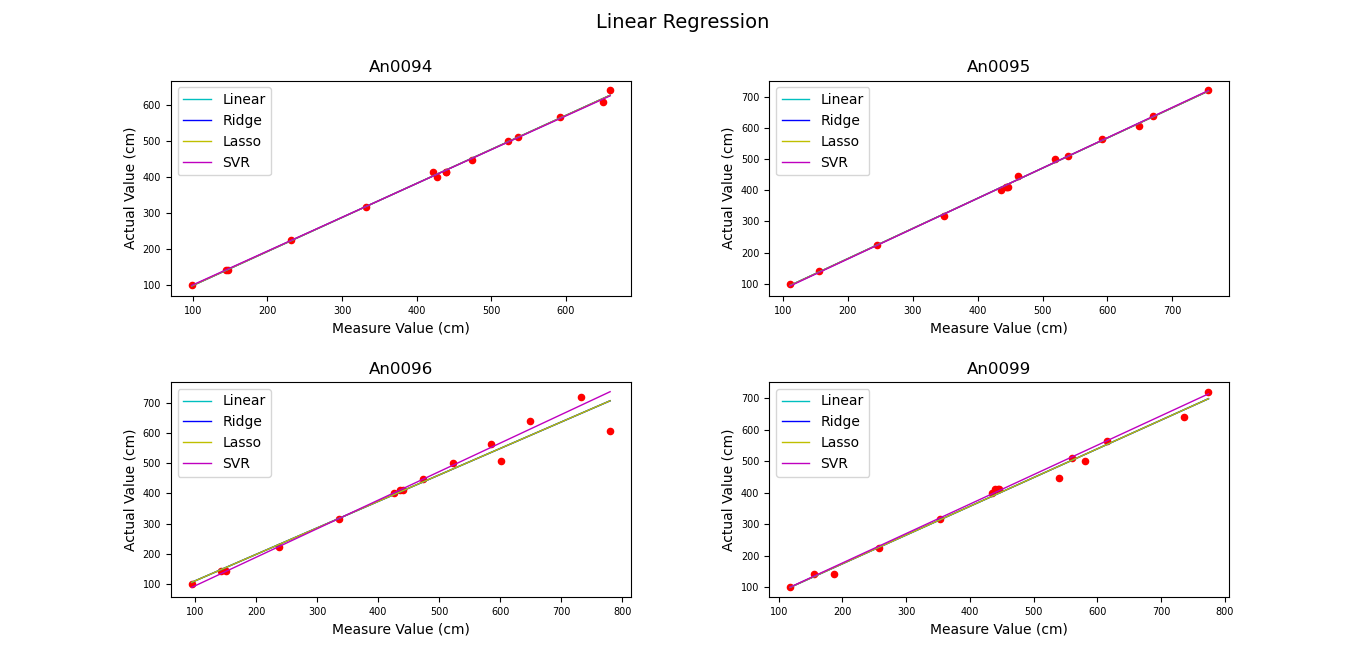 Linear Regression
An0094
Linear
Ridge
Lasso
SVR
Actual Value (cm)
600
500
400
300
200
100
100 200 300 400 500 600
Measure Value (cm)
An0095
Linear
Ridge
Lasso
SVR
Actual Value (cm)
700
600
500
400
300
200
100
100 200 300 400 500 600 700
Measure Value (cm)
An0096
Linear
Ridge
Lasso
SVR
Actual Value (cm)
700
600
500
400
300
200
100
100 200 300 400 500 600 700 800
Measure Value (cm)
An0099
Linear
Ridge
Lasso
SVR
Actual Value (cm)
700
600
500
400
300
200
100
100 200 300 400 500 600 700 800
Measure Value (cm)